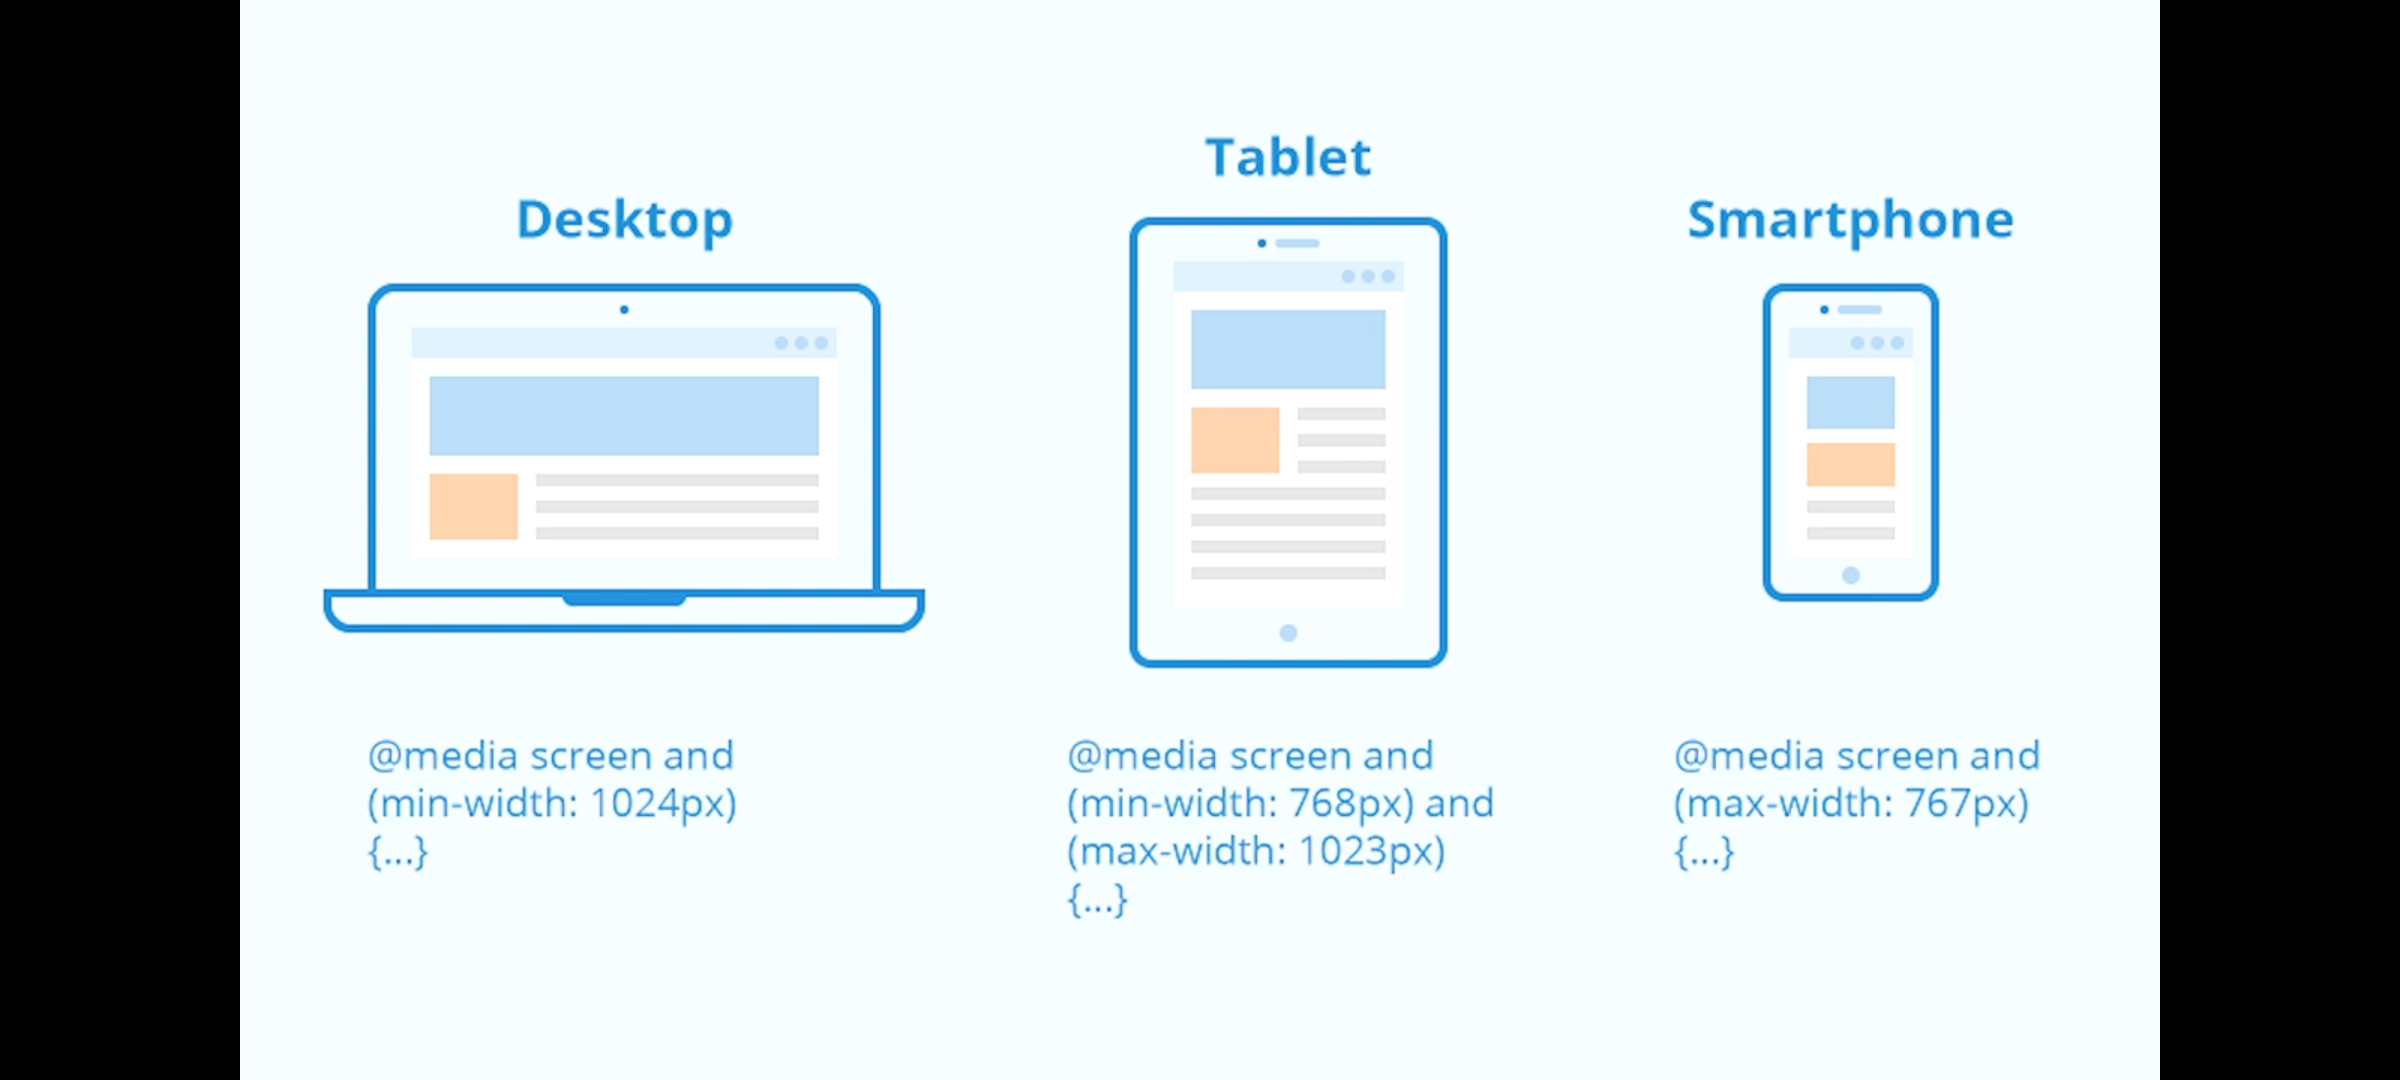 Desktop
@media screen and
(min-width: 1024px)
{...}
Tablet
@media screen and
(min-width: 768px) and
(max-width: 1023px)
{...}
Smartphone
@media screen and
(max-width: 767px)
{...}